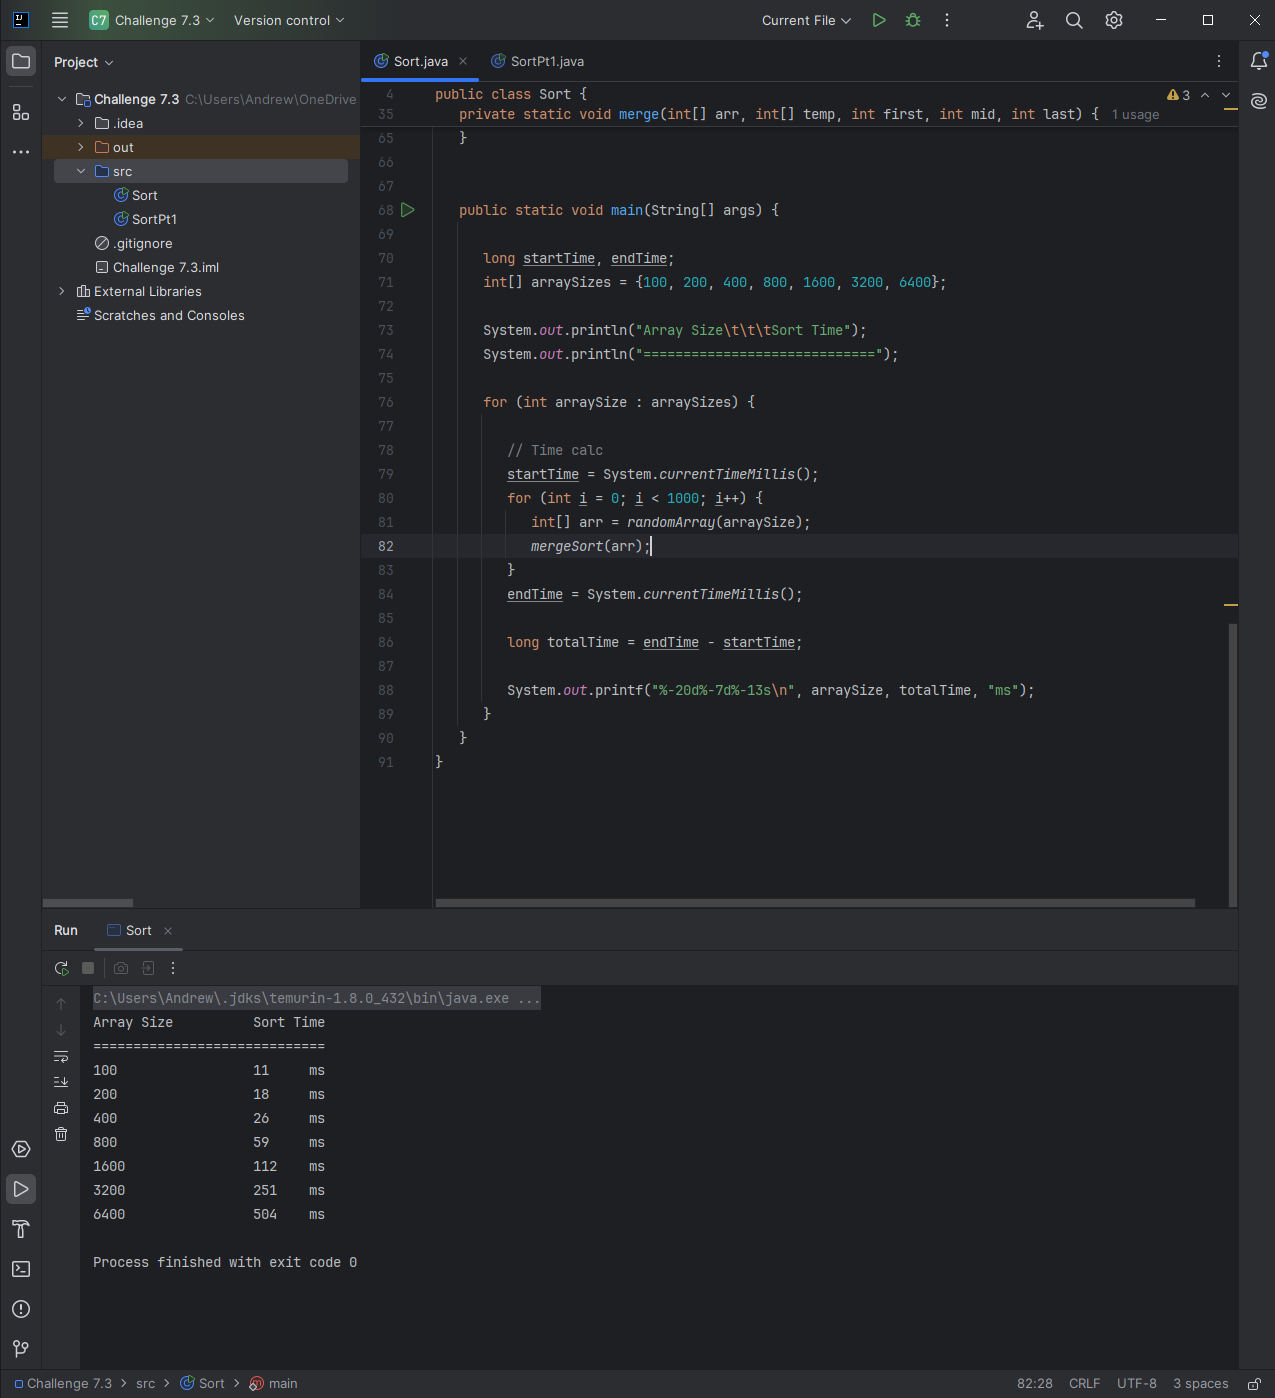 C7 Challenge 7.3 Version control Current File
Project
Sort.java SortPt1.java
Challenge 7.3 C:\Users\Andrew\OneDrive
.idea
out
src
Sort
SortPt1
.gitignore
Challenge 7.3.iml
External Libraries
Scratches and Consoles
4 public class Sort { 3
35 private static void merge(int[] arr, int[] temp, int first, int mid, int last) { 1 usage
65 }
66
67
68 public static void main(String[] args) {
69
70 long startTime, endTime;
71 int[] arraySizes = {100, 200, 400, 800, 1600, 3200, 6400};
72
73 System.out.println("Array Size\t\t\tSort Time");
74 System.out.println("=============================");
75
76 for (int arraySize : arraySizes) {
77
78 // Time calc
79 startTime = System.currentTimeMillis();
80 for (int i = 0; i < 1000; i++) {
81 int[] arr = randomArray(arraySize);
82 mergeSort(arr);
83 }
84 endTime = System.currentTimeMillis();
85
86 long totalTime = endTime - startTime;
87
88 System.out.printf("%-20d%-7d%-13s\n", arraySize, totalTime, "ms");
89 }
90 }
91 }
Run Sort
C:\Users\Andrew\.jdks\temurin-1.8.0_432\bin\java.exe ...
Array Size Sort Time
=============================
100 11 ms
200 18 ms
400 26 ms
800 59 ms
1600 112 ms
3200 251 ms
6400 504 ms
Process finished with exit code 0
Challenge 7.3 > src > Sort > main 82:28 CRLF UTF-8 3 spaces